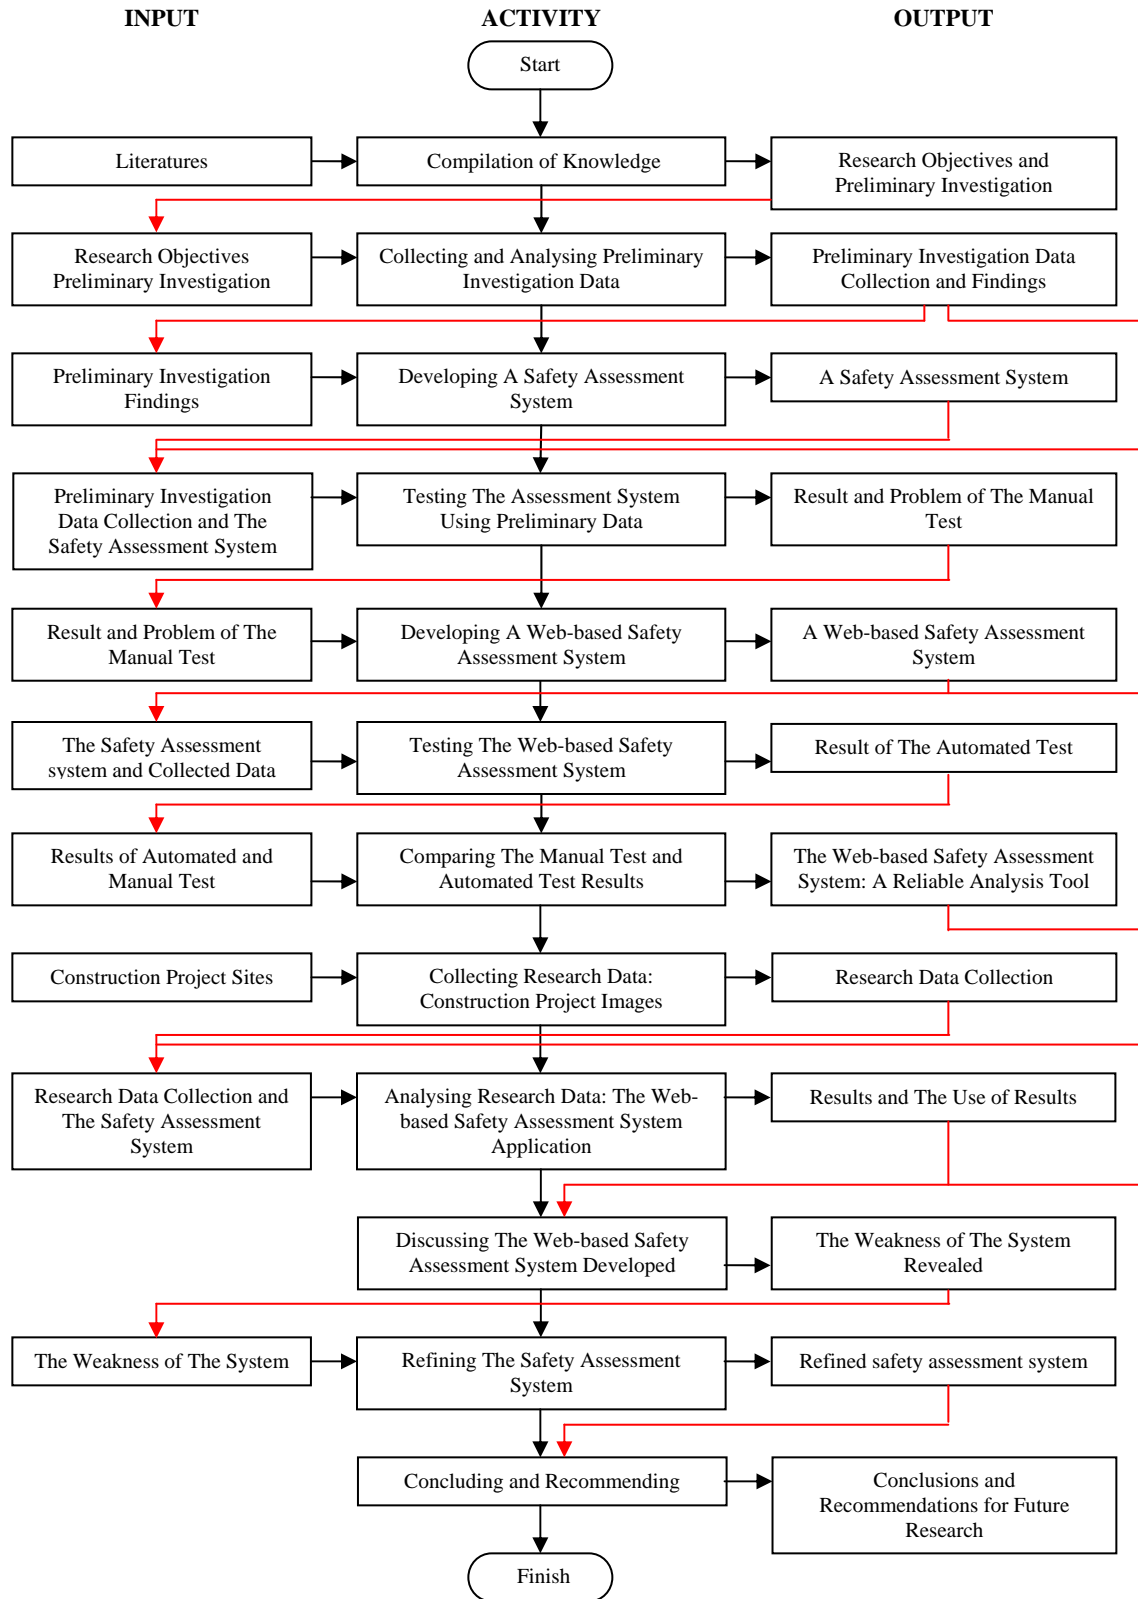 INPUT
ACTIVITY
OUTPUT
Start
Literatures
Compilation of Knowledge
Research Objectives and
Preliminary Investigation
Research Objectives
Preliminary Investigation
Collecting and Analysing Preliminary
Investigation Data
Preliminary Investigation Data
Collection and Findings
Preliminary Investigation
Findings
Developing A Safety Assessment
System
A Safety Assessment System
Preliminary Investigation
Data Collection and The
Safety Assessment System
Testing The Assessment System
Using Preliminary Data
Result and Problem of The Manual
Test
Result and Problem of The
Manual Test
Developing A Web-based Safety
Assessment System
A Web-based Safety Assessment
System
The Safety Assessment
system and Collected Data
Testing The Web-based Safety
Assessment System
Result of The Automated Test
Results of Automated and
Manual Test
Comparing The Manual Test and
Automated Test Results
The Web-based Safety Assessment
System: A Reliable Analysis Tool
Construction Project Sites
Collecting Research Data:
Construction Project Images
Research Data Collection
Research Data Collection and
The Safety Assessment
System
Analysing Research Data: The Web-
based Safety Assessment System
Application
Results and The Use of Results
Discussing The Web-based Safety
Assessment System Developed
The Weakness of The System
Revealed
The Weakness of The System
Refining The Safety Assessment
System
Refined safety assessment system
Concluding and Recommending
Conclusions and
Recommendations for Future
Research
Finish